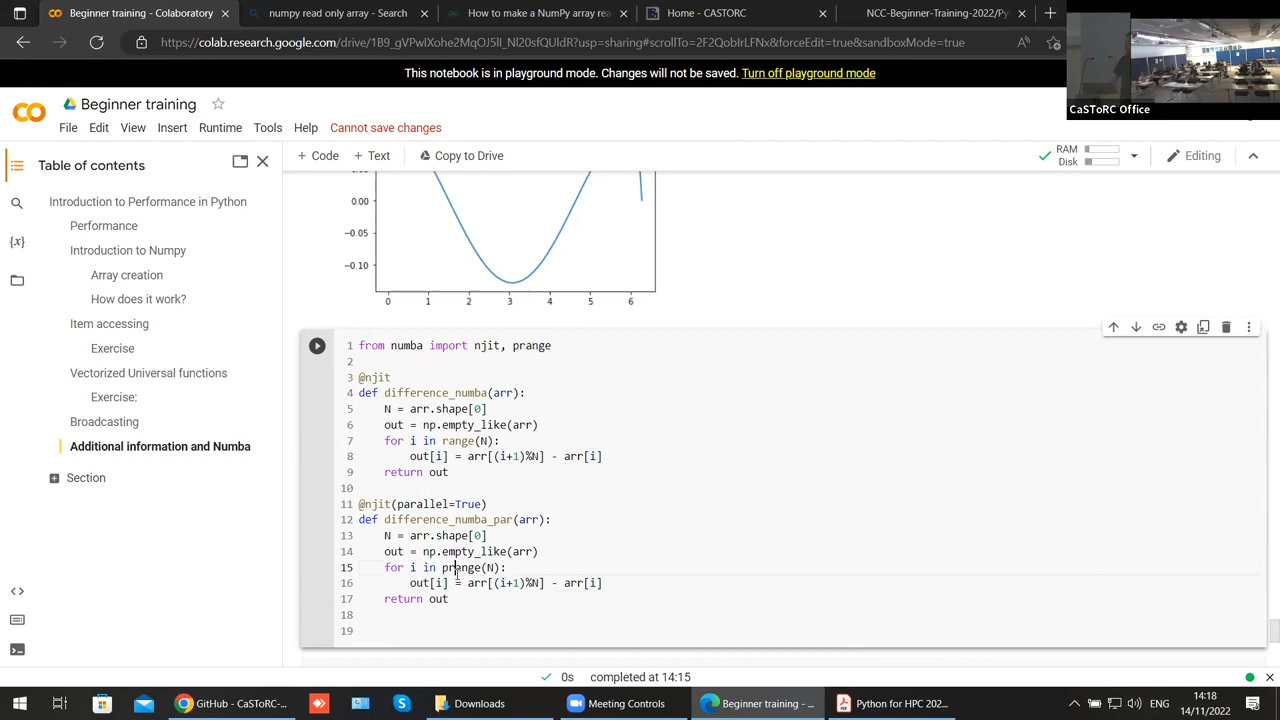 Beginner training - Colaboratory
numpy read only array - Search
How to make a NumPy array rea
Home - CASTORC
NCC-Beginner-Training-2022/Py
https://colab.research.google.com/drive/
?usp=sharing#scrollTo=2F2QobIrLFNx&forceEdit=true&sandboxMode=true
CaSToRC Office
This notebook is in playground mode. Changes will not be saved. Turn off playground mode
Beginner training
File Edit View Insert Runtime Tools Help Cannot save changes
+ Code + Text Copy to Drive
RAM
Disk
Editing
Table of contents
Introduction to Performance in Python
Performance
Introduction to Numpy
Array creation
How does it work?
Item accessing
Exercise
Vectorized Universal functions
Exercise:
Broadcasting
Additional information and Numba
Section
0.00
−0.05
−0.10
0 1 2 3 4 5 6
1 from numba import njit, prange
2
3 @njit
4 def difference_numba(arr):
5 N = arr.shape[0]
6 out = np.empty_like(arr)
7 for i in range(N):
8 out[i] = arr[(i+1)%N] - arr[i]
9 return out
10
11 @njit(parallel=True)
12 def difference_numba_par(arr):
13 N = arr.shape[0]
14 out = np.empty_like(arr)
15 for i in prange(N):
16 out[i] = arr[(i+1)%N] - arr[i]
17 return out
18
19
0s completed at 14:15
GitHub - CaSToRC-...
Downloads
Meeting Controls
Beginner training - ...
Python for HPC 202...
ENG
14:18
14/11/2022